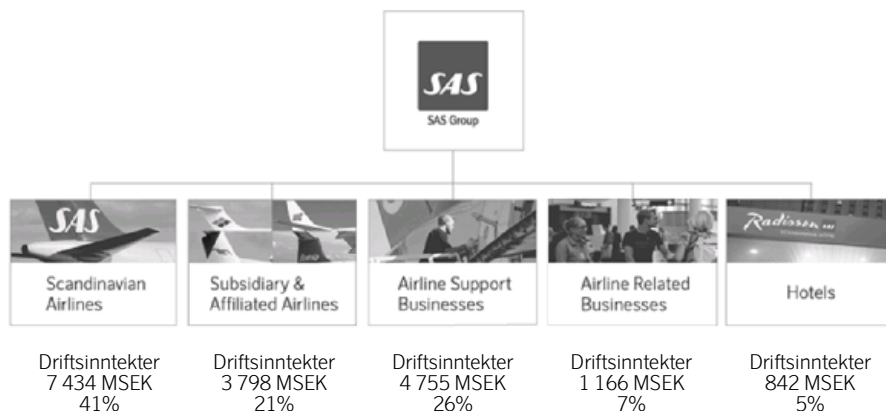 SAS
SAS Group
SAS
Radisson
Scandinavian
Airlines
Subsidiary &
Affiliated Airlines
Airline Support
Businesses
Airline Related
Businesses
Hotels
Driftsinntekter
7 434 MSEK
41%
Driftsinntekter
3 798 MSEK
21%
Driftsinntekter
4 755 MSEK
26%
Driftsinntekter
1 166 MSEK
7%
Driftsinntekter
842 MSEK
5%